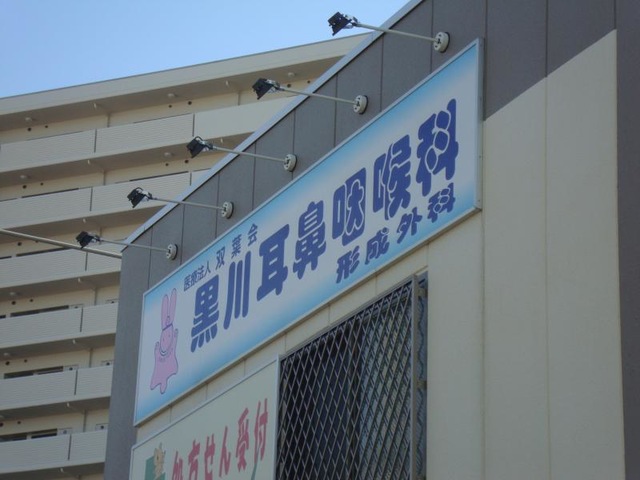 医療法人 双葉会
黒川耳鼻咽喉科
形成外科
処方せん受付